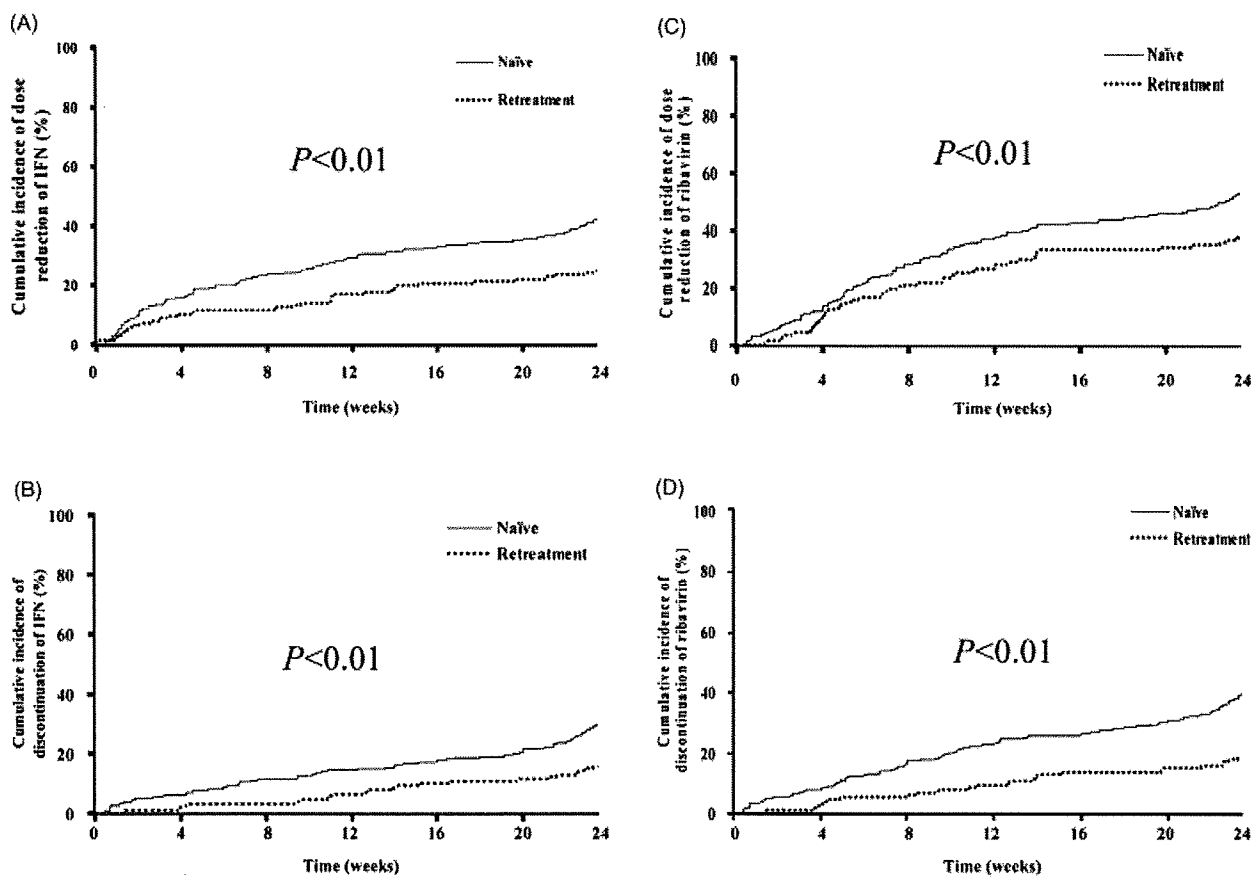 (A)
Cumulative incidence of dose
reduction of IFN (%)
100
80
60
40
20
0
Naïve
Retreatment
P<0.01
0 4 8 12 16 20 24
Time (weeks)
(C)
Cumulative incidence of dose
reduction of ribavirin (%)
100
80
60
40
20
0
Naïve
Retreatment
P<0.01
0 4 8 12 16 20 24
Time (weeks)
(B)
Cumulative incidence of
discontinuation of IFN (%)
100
80
60
40
20
0
Naïve
Retreatment
P<0.01
0 4 8 12 16 20 24
Time (weeks)
(D)
Cumulative incidence of
discontinuation of ribavirin (%)
100
80
60
40
20
0
Naïve
Retreatment
P<0.01
0 4 8 12 16 20 24
Time (weeks)